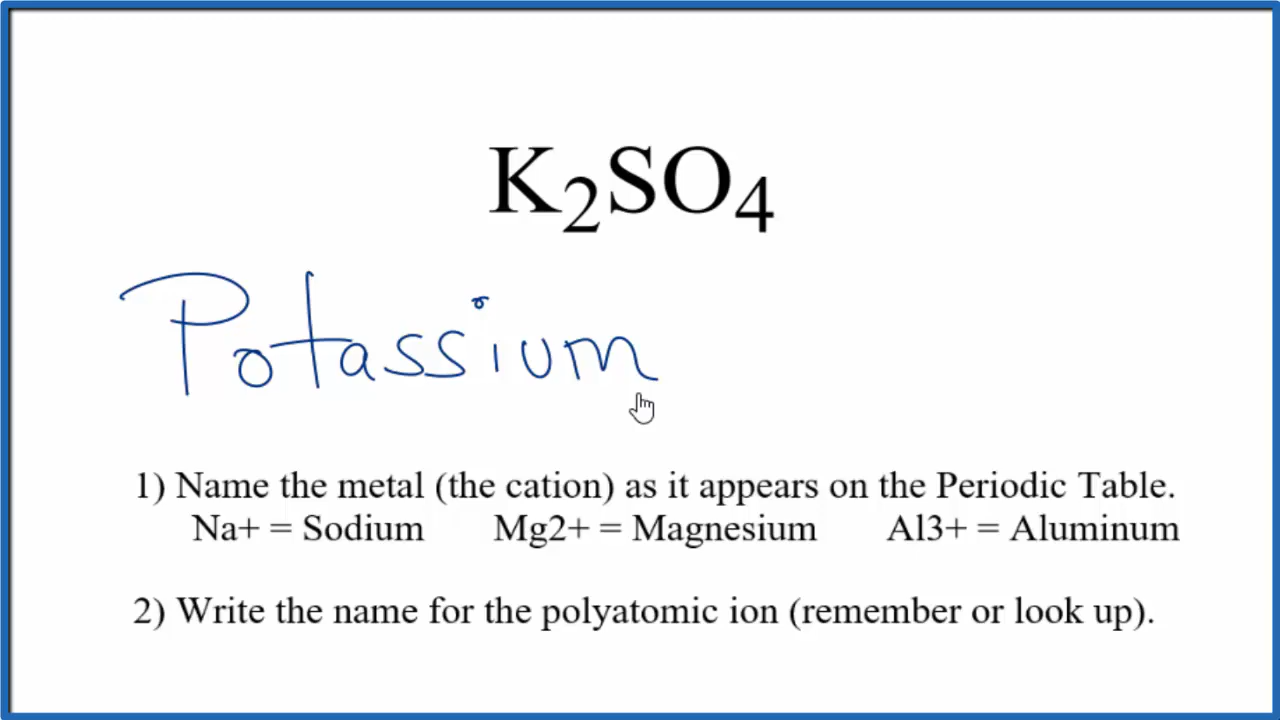 K₂SO₄
Potassium
1) Name the metal (the cation) as it appears on the Periodic Table.
Na+ = Sodium Mg2+ = Magnesium Al3+ = Aluminum
2) Write the name for the polyatomic ion (remember or look up).